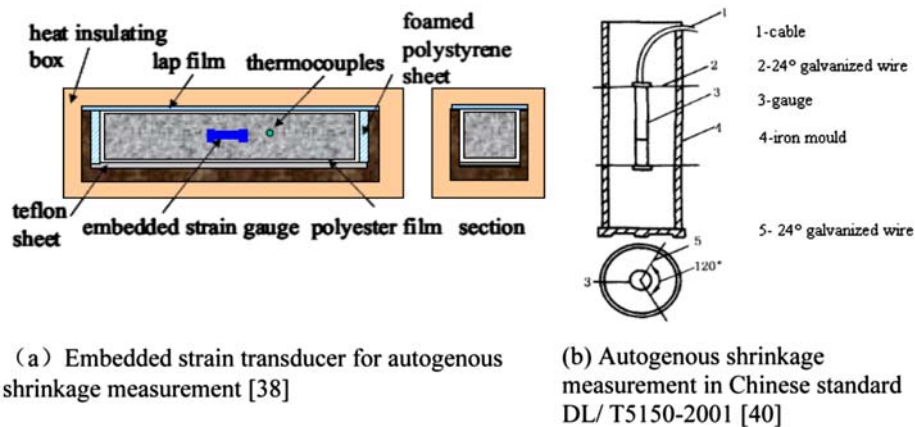 heat insulating
box
lap film
thermocouples
foamed
polystyrene
sheet
teflon
sheet
embedded strain gauge
polyester film
section
1
2
3
4
5
120°
3
1-cable
2-24° galvanized wire
3-gauge
4-iron mould
5- 24° galvanized wire
（a）Embedded strain transducer for autogenous
shrinkage measurement [38]
(b) Autogenous shrinkage
measurement in Chinese standard
DL/ T5150-2001 [40]